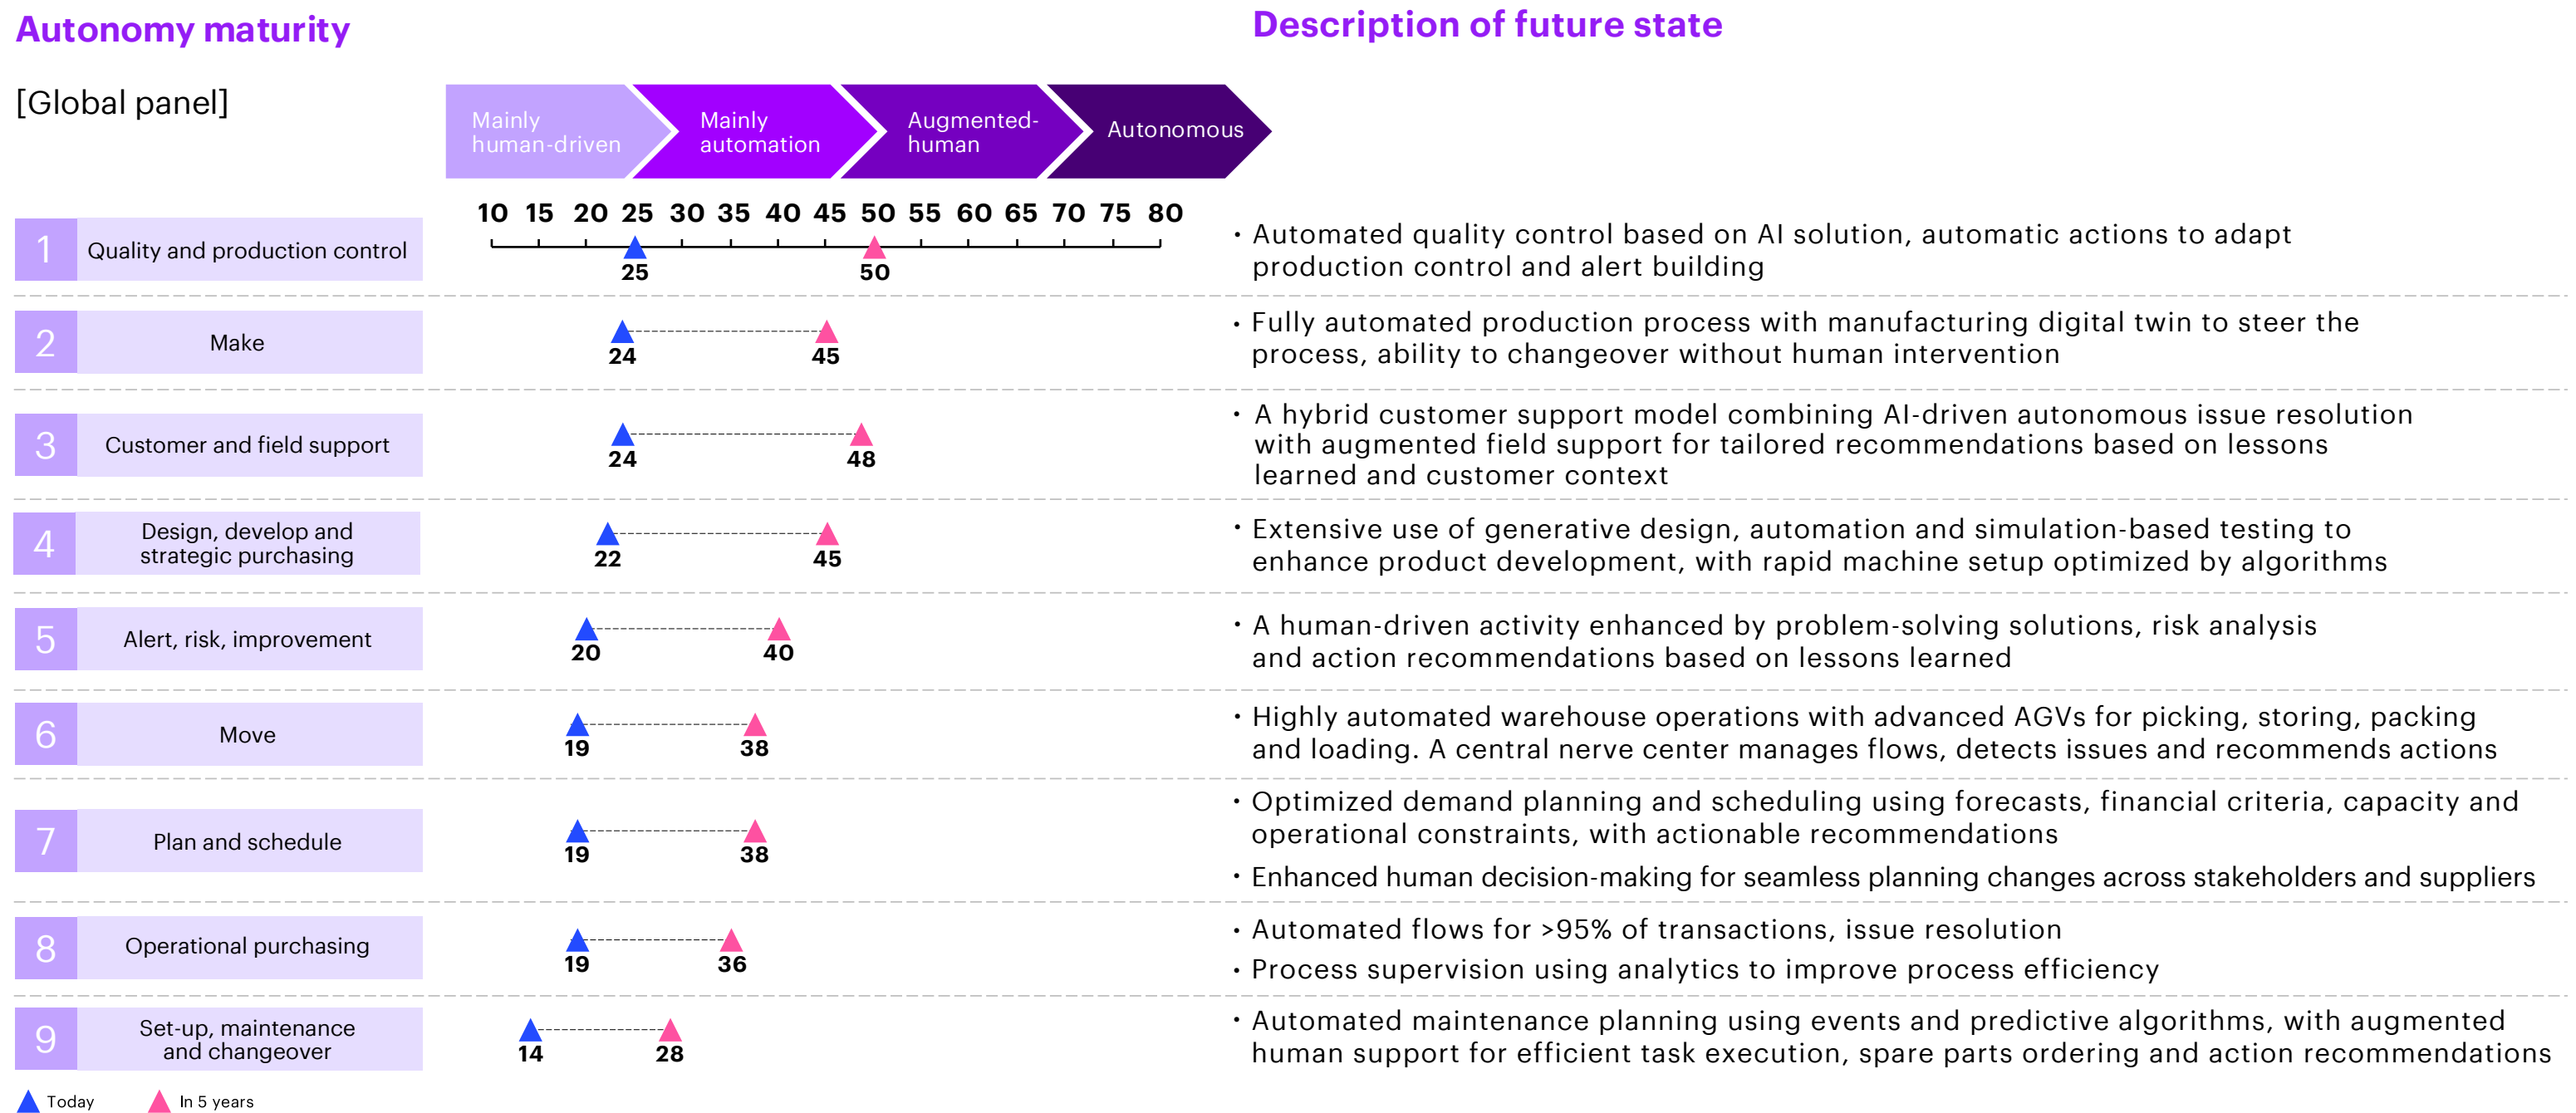 Autonomy maturity
Description of future state
[Global panel]
Mainly
human-driven
Mainly
automation
Augmented-
human
Autonomous
10 15 20 25 30 35 40 45 50 55 60 65 70 75 80
1
Quality and production control
25
50
• Automated quality control based on AI solution, automatic actions to adapt
production control and alert building
2
Make
24
45
• Fully automated production process with manufacturing digital twin to steer the
process, ability to changeover without human intervention
3
Customer and field support
24
48
• A hybrid customer support model combining AI-driven autonomous issue resolution
with augmented field support for tailored recommendations based on lessons
learned and customer context
4
Design, develop and
strategic purchasing
22
45
• Extensive use of generative design, automation and simulation-based testing to
enhance product development, with rapid machine setup optimized by algorithms
5
Alert, risk, improvement
20
40
• A human-driven activity enhanced by problem-solving solutions, risk analysis
and action recommendations based on lessons learned
6
Move
19
38
• Highly automated warehouse operations with advanced AGVs for picking, storing, packing
and loading. A central nerve center manages flows, detects issues and recommends actions
7
Plan and schedule
19
38
• Optimized demand planning and scheduling using forecasts, financial criteria, capacity and
operational constraints, with actionable recommendations
• Enhanced human decision-making for seamless planning changes across stakeholders and suppliers
8
Operational purchasing
19
36
• Automated flows for >95% of transactions, issue resolution
• Process supervision using analytics to improve process efficiency
9
Set-up, maintenance
and changeover
14
28
• Automated maintenance planning using events and predictive algorithms, with augmented
human support for efficient task execution, spare parts ordering and action recommendations
Today
In 5 years